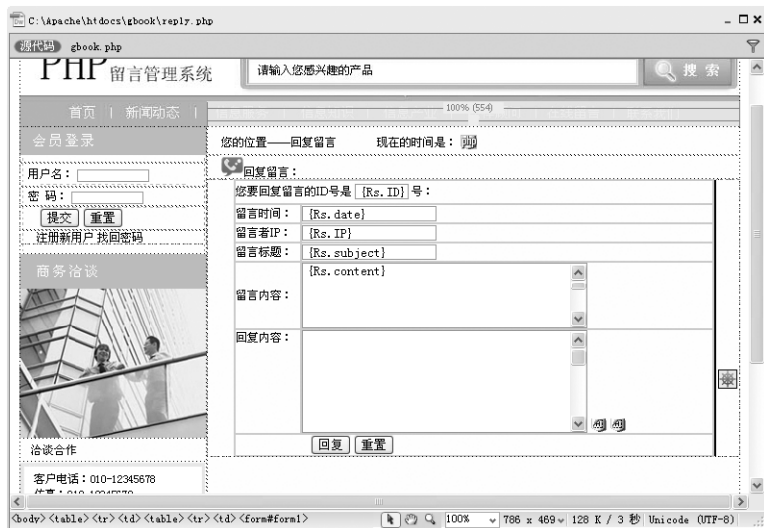 C:\Apache\htdocs\gbook\reply.php
源代码 gbook.php
PHP 留言管理系统
请输入您感兴趣的产品
搜 索
首页 | 新闻动态 |
100% (554)
会员登录
您的位置——回复留言 现在的时间是：
回复留言：
用户名：
密 码：
提交 重置
注册新用户 找回密码
您要回复留言的ID号是 {Rs.ID} 号：
留言时间： {Rs.date}
留言者IP： {Rs.IP}
留言标题： {Rs.subject}
留言内容： {Rs.content}
回复内容：
回复 重置
商务洽谈
洽谈合作
客户电话：010-12345678
<body> <table> <tr> <td> <table> <tr> <td> <form#form1>
100% 786 x 469 128 K / 3 秒 Unicode (UTF-8)